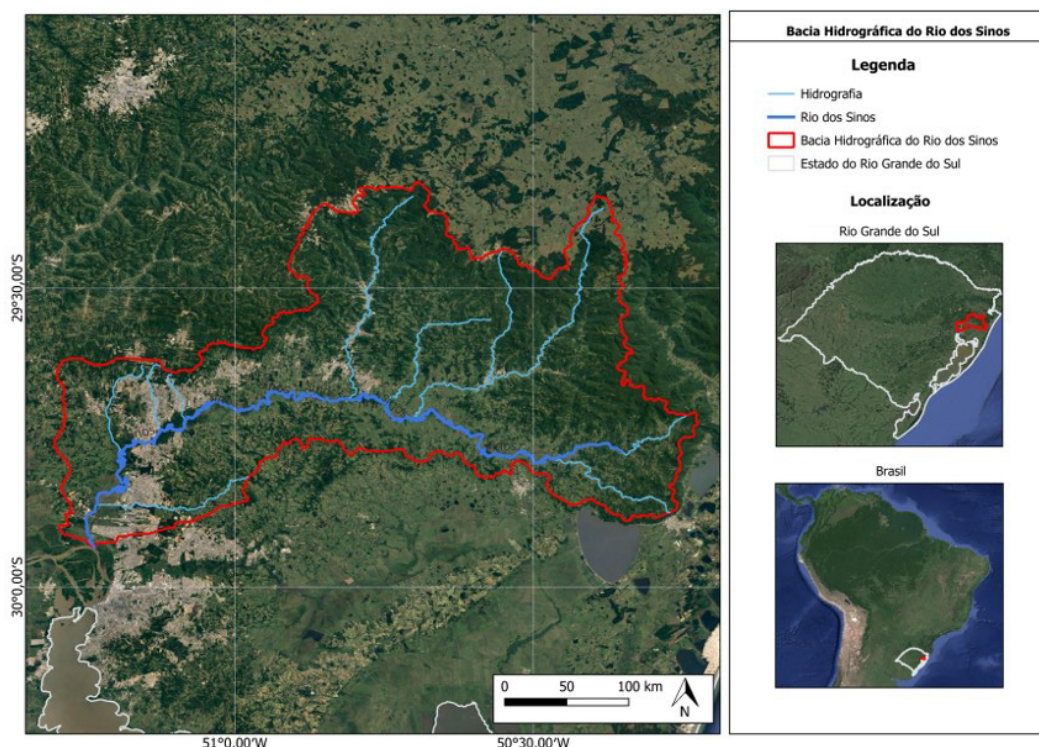 Bacia Hidrográfica do Rio dos Sinos
Legenda
Hidrografia
Rio dos Sinos
Bacia Hidrográfica do Rio dos Sinos
Estado do Rio Grande do Sul
Localização
Rio Grande do Sul
Brasil
29°30,00'S
30°0,00'S
0 50 100 km
N
51°0.00'W
50°30.00'W